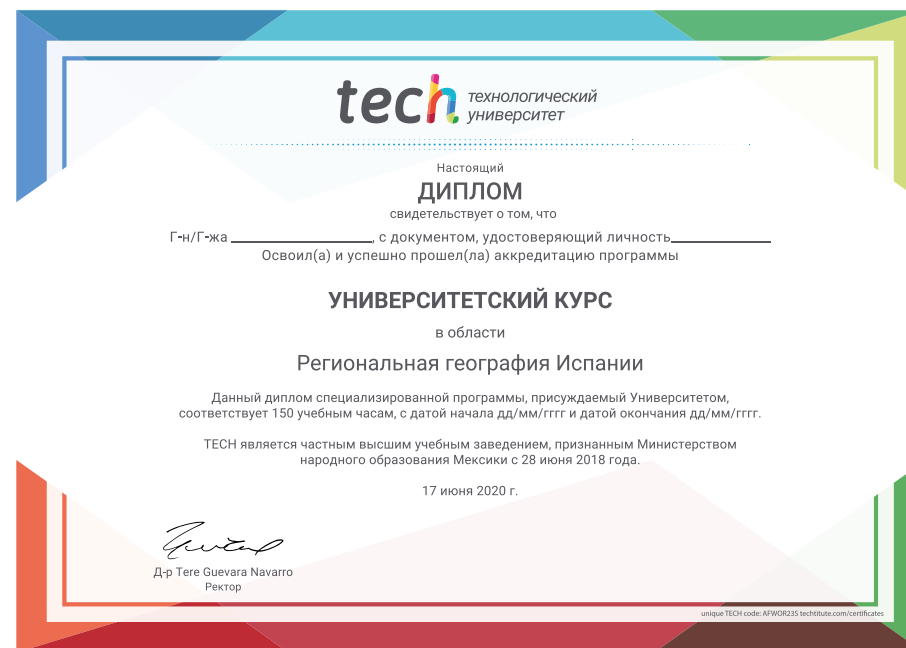 tech технологический
университет
Настоящий
ДИПЛОМ
свидетельствует о том, что
Г-н/Г-жа ____________, с документом, удостоверяющий личность____________
Освоил(а) и успешно прошел(ла) аккредитацию программы
УНИВЕРСИТЕТСКИЙ КУРС
в области
Региональная география Испании
Данный диплом специализированной программы, присуждаемый Университетом,
соответствует 150 учебным часам, с датой начала дд/мм/гггг и датой окончания дд/мм/гггг.
TECH является частным высшим учебным заведением, признанным Министерством
народного образования Мексики с 28 июня 2018 года.
17 июня 2020 г.
Д-р Tere Guevara Navarro
Ректор
unique TECH code: AFWOR23S techtitute.com/certificates